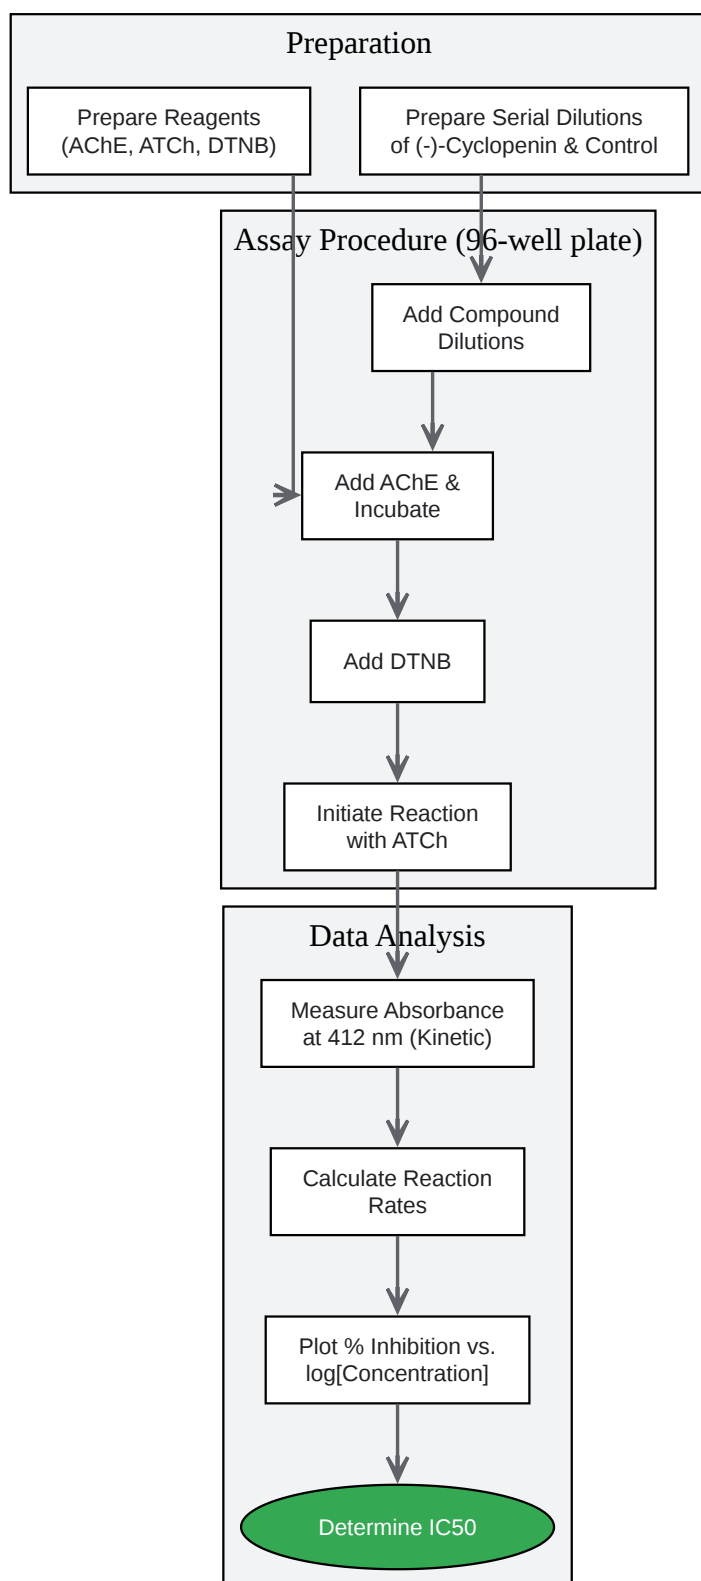 Preparation
Prepare Reagents
(AChE, ATCh, DTNB)
Prepare Serial Dilutions
of (-)-Cyclopenin & Control
Assay Procedure (96-well plate)
Add Compound
Dilutions
Add AChE &
Incubate
Add DTNB
Initiate Reaction
with ATCh
Data Analysis
Measure Absorbance
at 412 nm (Kinetic)
Calculate Reaction
Rates
Plot % Inhibition vs.
log[Concentration]
Determine IC50